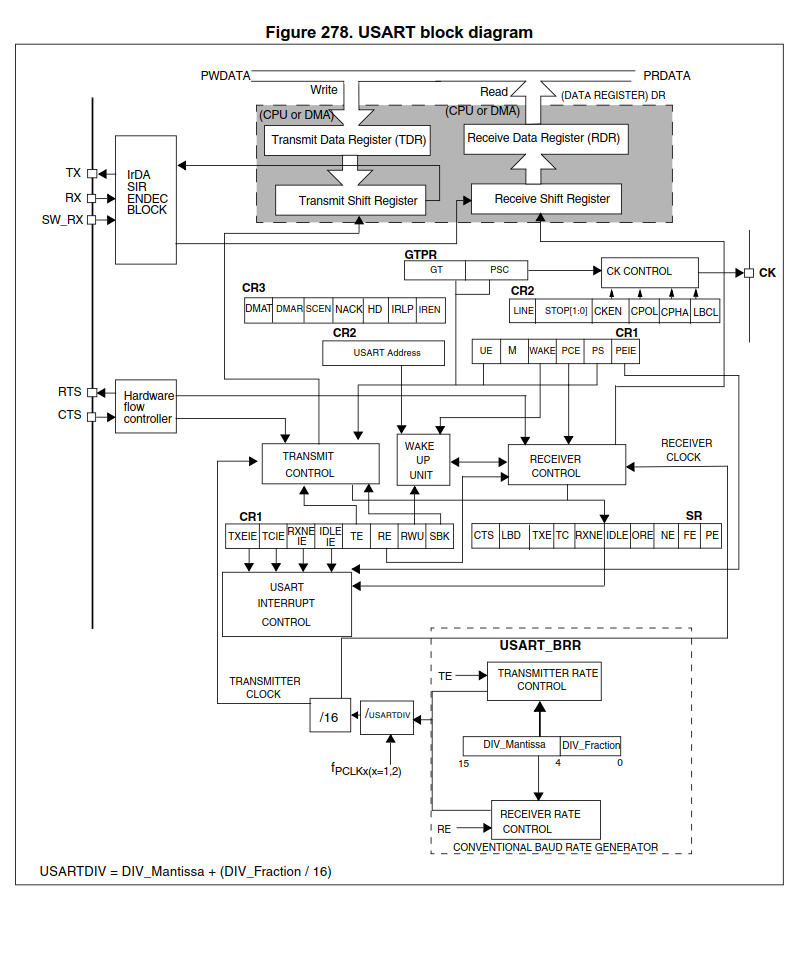 Figure 278. USART block diagram
PWDATA
PRDATA
Write
Read
(DATA REGISTER) DR
(CPU or DMA)
(CPU or DMA)
Transmit Data Register (TDR)
Receive Data Register (RDR)
TX
RX
SW_RX
IrDA
SIR
ENDEC
BLOCK
Transmit Shift Register
Receive Shift Register
GTPR
GT
PSC
CK CONTROL
CK
CR3
DMAT
DMAR
SCEN
NACK
HD
IRLP
IREN
CR2
LINE
STOP[1:0]
CKEN
CPOL
CPHA
LBCL
CR2
USART Address
CR1
UE
M
WAKE
PCE
PS
PEIE
RTS
CTS
Hardware
flow
controller
TRANSMIT
CONTROL
WAKE
UP
UNIT
RECEIVER
CONTROL
RECEIVER
CLOCK
CR1
TXEIE
TCIE
RXNE
IE
IDLE
IE
TE
RE
RWU
SBK
SR
CTS
LBD
TXE
TC
RXNE
IDLE
ORE
NE
FE
PE
USART
INTERRUPT
CONTROL
USART_BRR
TE
TRANSMITTER RATE
CONTROL
TRANSMITTER
CLOCK
/16
/USARTDIV
fPCLKx(x=1,2)
DIV_Mantissa
DIV_Fraction
15
4
0
RE
RECEIVER RATE
CONTROL
CONVENTIONAL BAUD RATE GENERATOR
USARTDIV = DIV_Mantissa + (DIV_Fraction / 16)